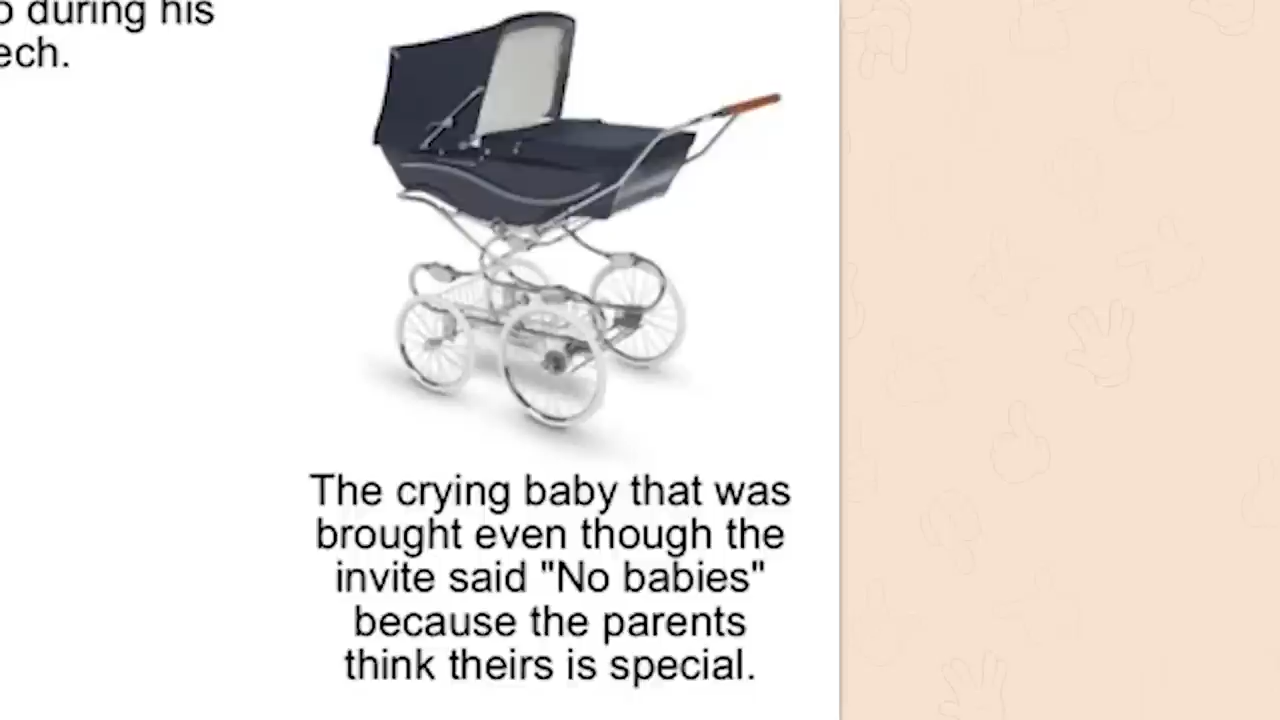 during his
ech.
The crying baby that was
brought even though the
invite said "No babies"
because the parents
think theirs is special.